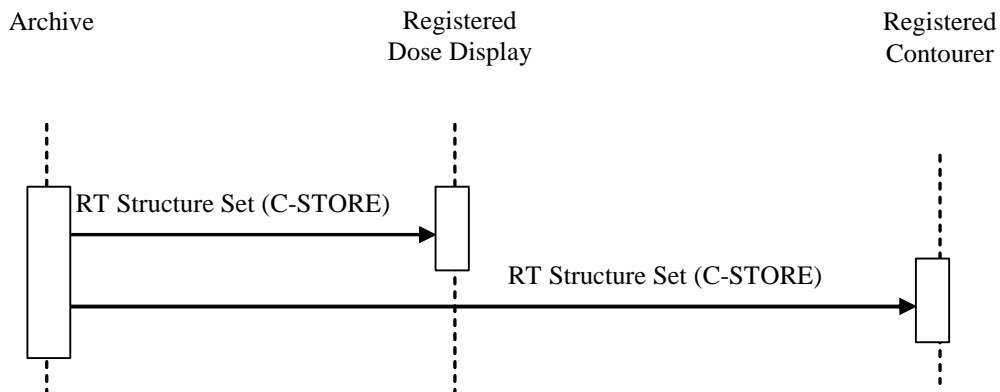 Archive
Registered
Dose Display
Registered
Contourer
RT Structure Set (C-STORE)
RT Structure Set (C-STORE)